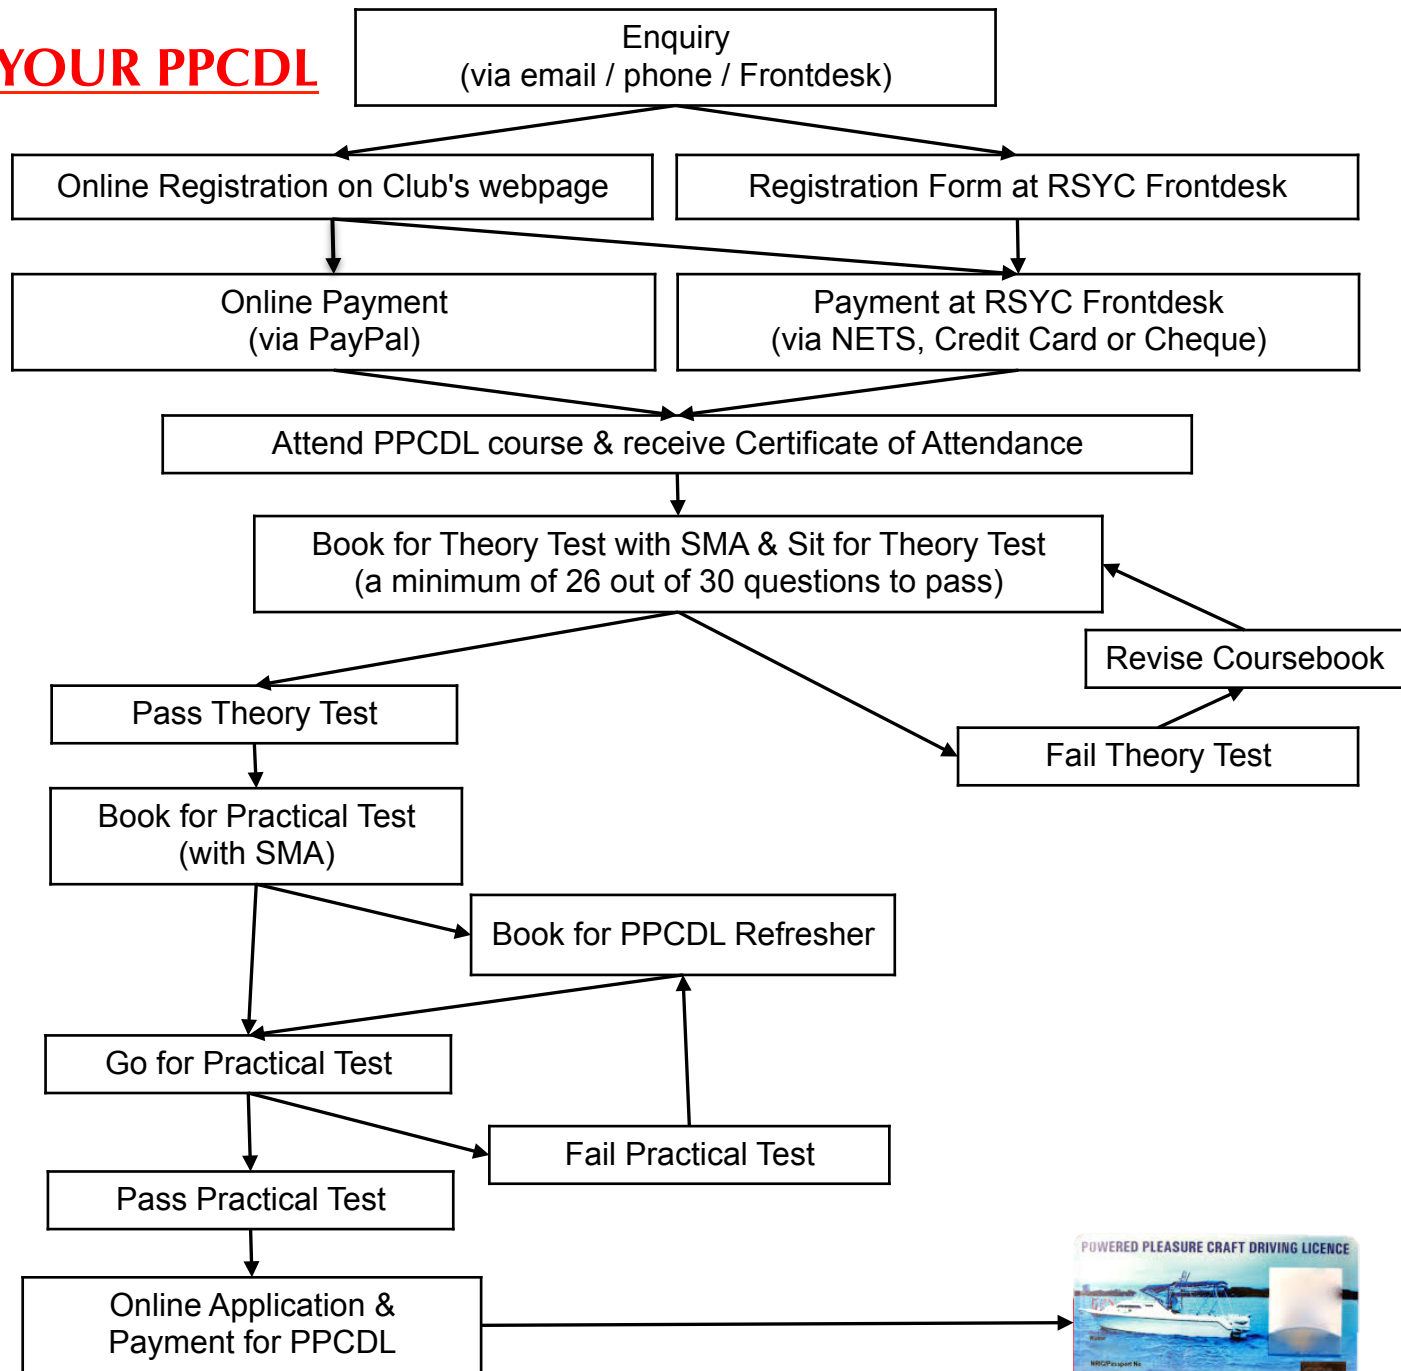 YOUR PPCDL
Enquiry
(via email / phone / Frontdesk)
Online Registration on Club's webpage
Registration Form at RSYC Frontdesk
Online Payment
(via PayPal)
Payment at RSYC Frontdesk
(via NETS, Credit Card or Cheque)
Attend PPCDL course & receive Certificate of Attendance
Book for Theory Test with SMA & Sit for Theory Test
(a minimum of 26 out of 30 questions to pass)
Revise Coursebook
Pass Theory Test
Fail Theory Test
Book for Practical Test
(with SMA)
Book for PPCDL Refresher
Go for Practical Test
Fail Practical Test
Pass Practical Test
Online Application &
Payment for PPCDL
POWERED PLEASURE CRAFT DRIVING LICENCE
Name
NRIC/Passport No